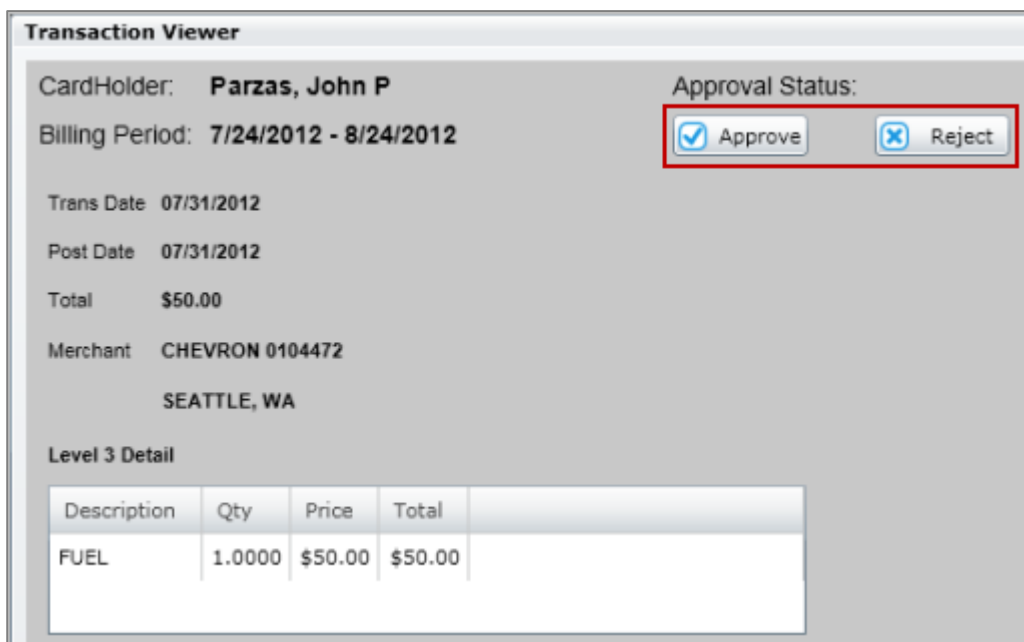 Transaction Viewer
CardHolder: Parzas, John P Approval Status:
Billing Period: 7/24/2012 - 8/24/2012 Approve Reject
Trans Date 07/31/2012
Post Date 07/31/2012
Total $50.00
Merchant CHEVRON 0104472
SEATTLE, WA
Level 3 Detail
Description Qty Price Total
FUEL 1.0000 $50.00 $50.00